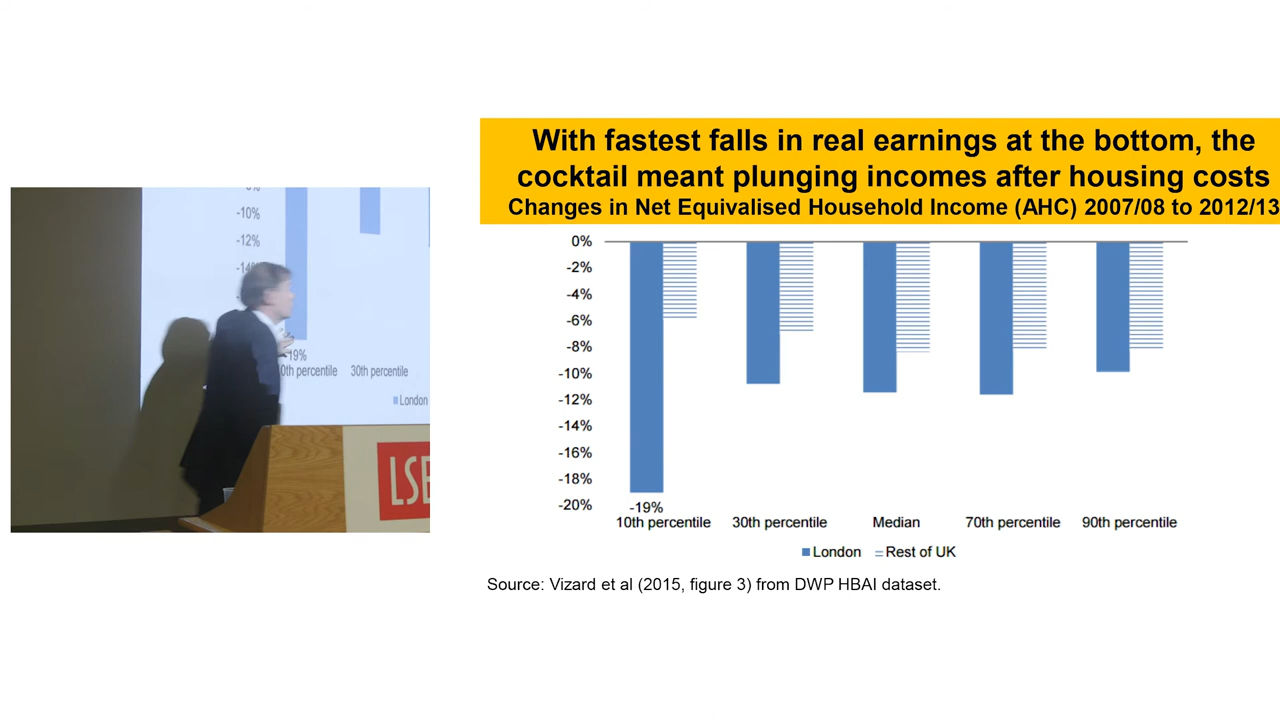 With fastest falls in real earnings at the bottom, the
cocktail meant plunging incomes after housing costs
Changes in Net Equivalised Household Income (AHC) 2007/08 to 2012/13
0%
-2%
-4%
-6%
-8%
-10%
-12%
-14%
-16%
-18%
-20%
-19%
10th percentile 30th percentile Median 70th percentile 90th percentile
London Rest of UK
Source: Vizard et al (2015, figure 3) from DWP HBAI dataset.
-10%
-12%
-19%
percentile 30th percentile
London